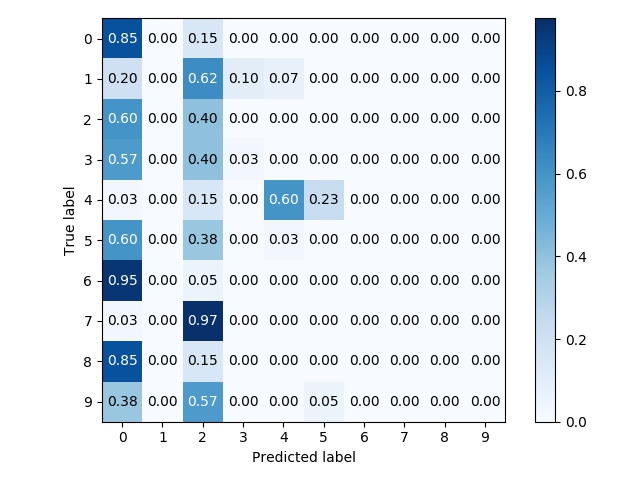 0 0.85 0.00 0.15 0.00 0.00 0.00 0.00 0.00 0.00 0.00
1 0.20 0.00 0.62 0.10 0.07 0.00 0.00 0.00 0.00 0.00
2 0.60 0.00 0.40 0.00 0.00 0.00 0.00 0.00 0.00 0.00
3 0.57 0.00 0.40 0.03 0.00 0.00 0.00 0.00 0.00 0.00
4 0.03 0.00 0.15 0.00 0.60 0.23 0.00 0.00 0.00 0.00
5 0.60 0.00 0.38 0.00 0.03 0.00 0.00 0.00 0.00 0.00
6 0.95 0.00 0.05 0.00 0.00 0.00 0.00 0.00 0.00 0.00
7 0.03 0.00 0.97 0.00 0.00 0.00 0.00 0.00 0.00 0.00
8 0.85 0.00 0.15 0.00 0.00 0.00 0.00 0.00 0.00 0.00
9 0.38 0.00 0.57 0.00 0.00 0.05 0.00 0.00 0.00 0.00
0 1 2 3 4 5 6 7 8 9
Predicted label
True label
0.8
0.6
0.4
0.2
0.0